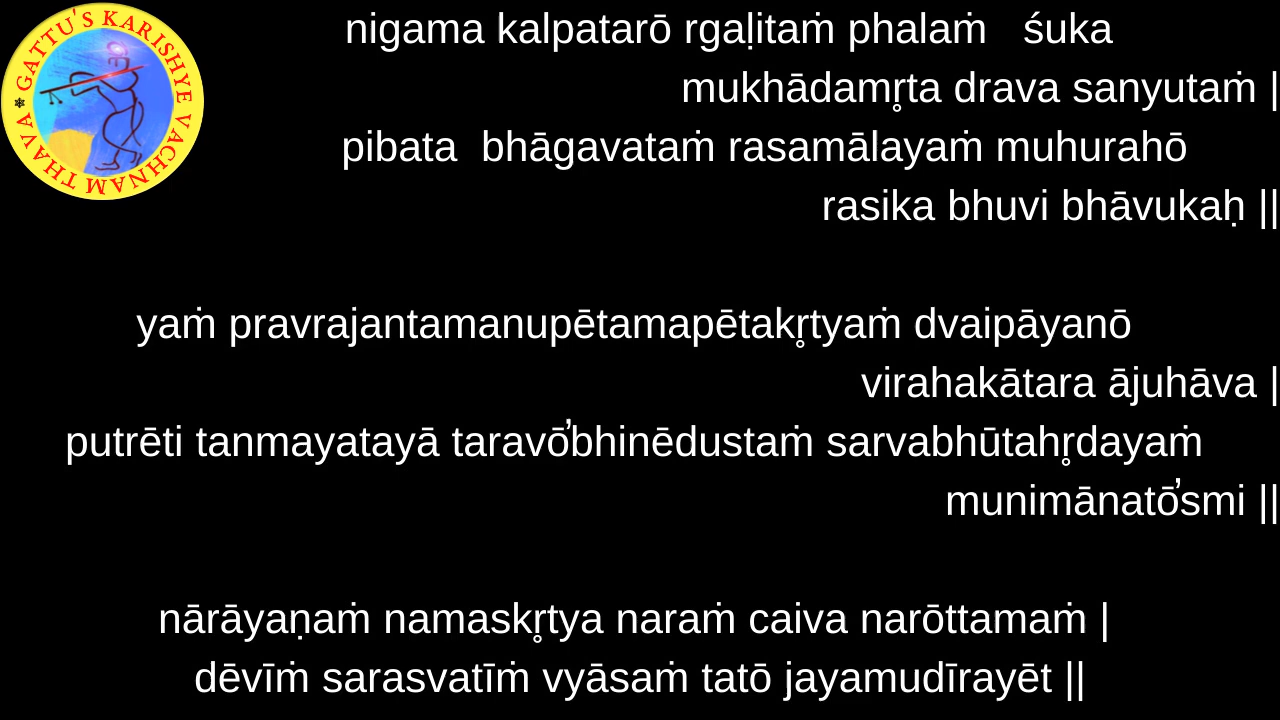 GATTU'S KARISHYE VACHNAM THAVA
nigama kalpatarō rgaḷitaṁ phalaṁ śuka
mukhādamr̥ta drava sanyutaṁ |
pibata bhāgavataṁ rasamālayaṁ muhurahō
rasika bhuvi bhāvukaḥ ||
yaṁ pravrajantamanupētamapētakr̥tyaṁ dvaipāyanō
virahakātara ājuhāva |
putrēti tanmayatayā taravō̕bhinēdustaṁ sarvabhūtahr̥dayaṁ
munimānatō̕smi ||
nārāyaṇaṁ namaskr̥tya naraṁ caiva narōttamaṁ |
dēvīṁ sarasvatīṁ vyāsaṁ tatō jayamudīrayēt ||